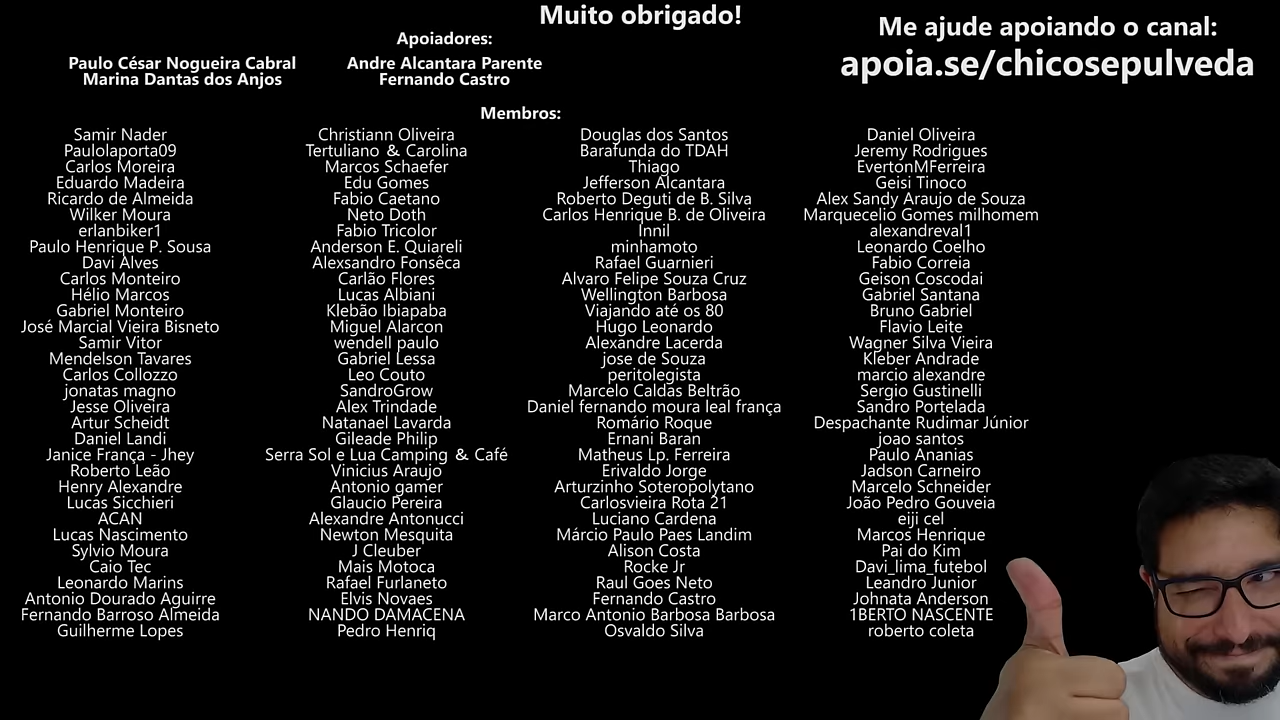 Muito obrigado!
Me ajude apoiando o canal:
apoia.se/chicosepulveda
Apoiadores:
Paulo César Nogueira Cabral
Marina Dantas dos Anjos
Andre Alcantara Parente
Fernando Castro
Membros:
Samir Nader
Paulolaporta09
Carlos Moreira
Eduardo Madeira
Ricardo de Almeida
Wilker Moura
erlanbiker1
Paulo Henrique P. Sousa
Davi Alves
Carlos Monteiro
Hélio Marcos
Gabriel Monteiro
José Marcial Vieira Bisneto
Samir Vitor
Mendelson Tavares
Carlos Collozzo
jonatas magno
Jesse Oliveira
Artur Scheidt
Daniel Landi
Janice França - Jhey
Roberto Leão
Henry Alexandre
Lucas Sicchieri
ACAN
Lucas Nascimento
Sylvio Moura
Caio Tec
Leonardo Marins
Antonio Dourado Aguirre
Fernando Barroso Almeida
Guilherme Lopes
Christiann Oliveira
Tertuliano & Carolina
Marcos Schaefer
Edu Gomes
Fabio Caetano
Neto Doth
Fabio Tricolor
Anderson E. Quiareli
Alexsandro Fonsêca
Carlão Flores
Lucas Albiani
Klebão Ibiapaba
Miguel Alarcon
wendell paulo
Gabriel Lessa
Leo Couto
SandroGrow
Alex Trindade
Natanael Lavarda
Gileade Philip
Serra Sol e Lua Camping & Café
Vinicius Araujo
Antonio gamer
Glaucio Pereira
Alexandre Antonucci
Newton Mesquita
J Cleuber
Mais Motoca
Rafael Furlaneto
Elvis Novaes
NANDO DAMACENA
Pedro Henriq
Douglas dos Santos
Barafunda do TDAH
Thiago
Jefferson Alcantara
Roberto Deguti de B. Silva
Carlos Henrique B. de Oliveira
Innil
minhamoto
Rafael Guarnieri
Alvaro Felipe Souza Cruz
Wellington Barbosa
Viajando até os 80
Hugo Leonardo
Alexandre Lacerda
jose de Souza
peritolegista
Marcelo Caldas Beltrão
Daniel fernando moura leal frança
Romário Roque
Ernani Baran
Matheus Lp. Ferreira
Erivaldo Jorge
Arturzinho Soteropolytano
Carlosvieira Rota 21
Luciano Cardena
Márcio Paulo Paes Landim
Alison Costa
Rocke Jr
Raul Goes Neto
Fernando Castro
Marco Antonio Barbosa Barbosa
Osvaldo Silva
Daniel Oliveira
Jeremy Rodrigues
EvertonMFerreira
Geisi Tinoco
Alex Sandy Araujo de Souza
Marquecelio Gomes milhomem
alexandreval1
Leonardo Coelho
Fabio Correia
Geison Coscodai
Gabriel Santana
Bruno Gabriel
Flavio Leite
Wagner Silva Vieira
Kleber Andrade
marcio alexandre
Sergio Gustinelli
Sandro Portelada
Despachante Rudimar Júnior
joao santos
Paulo Ananias
Jadson Carneiro
Marcelo Schneider
João Pedro Gouveia
eiji cel
Marcos Henrique
Pai do Kim
Davi_lima_futebol
Leandro Junior
Johnata Anderson
1BERTO NASCENTE
roberto coleta